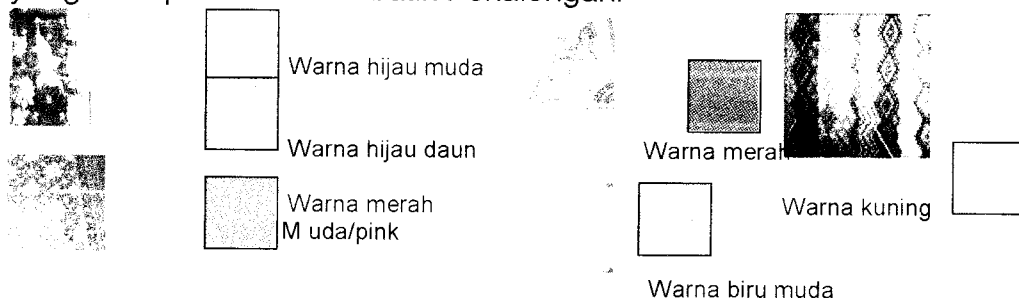 Warna hijau muda
Warna hijau daun
Warna merah
M uda/pink
Warna merah
Warna kuning
Warna biru muda